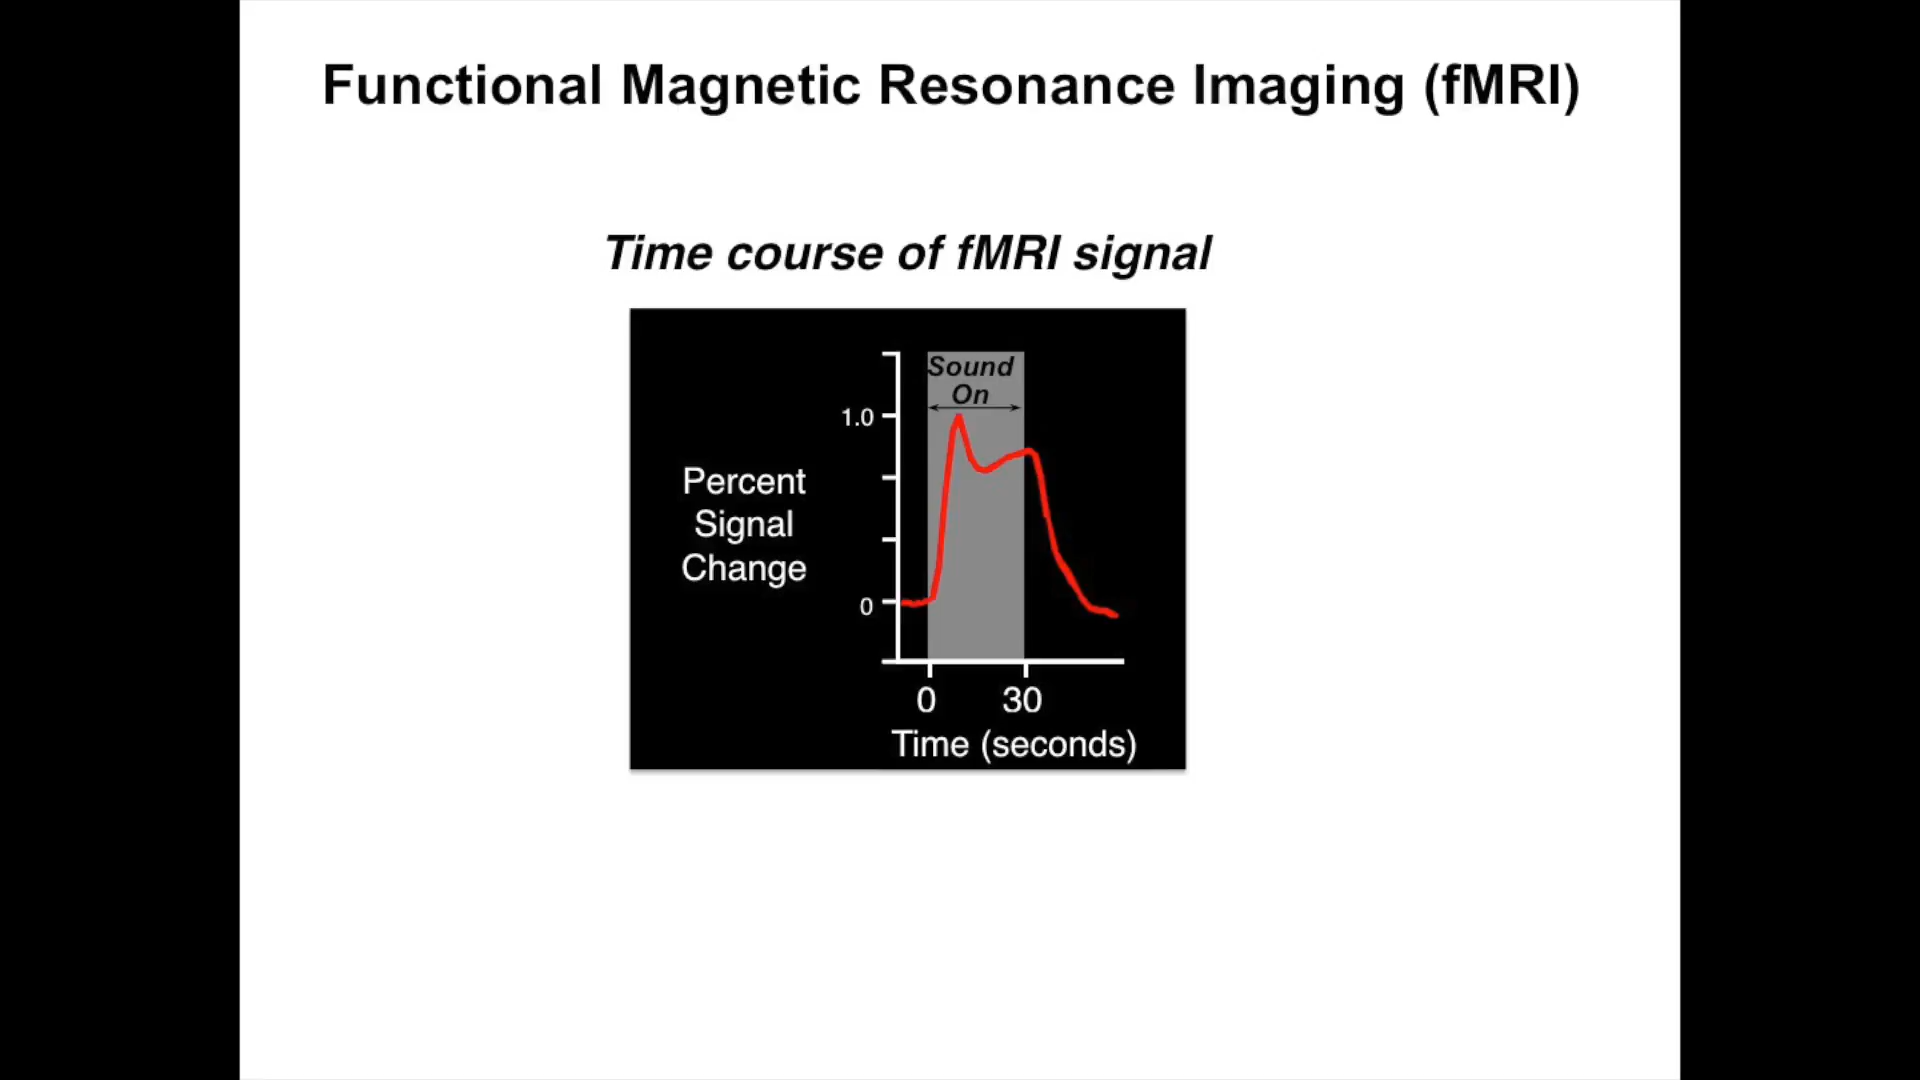 Functional Magnetic Resonance Imaging (fMRI)
Time course of fMRI signal
Sound
On
1.0
Percent
Signal
Change
0
0 30
Time (seconds)